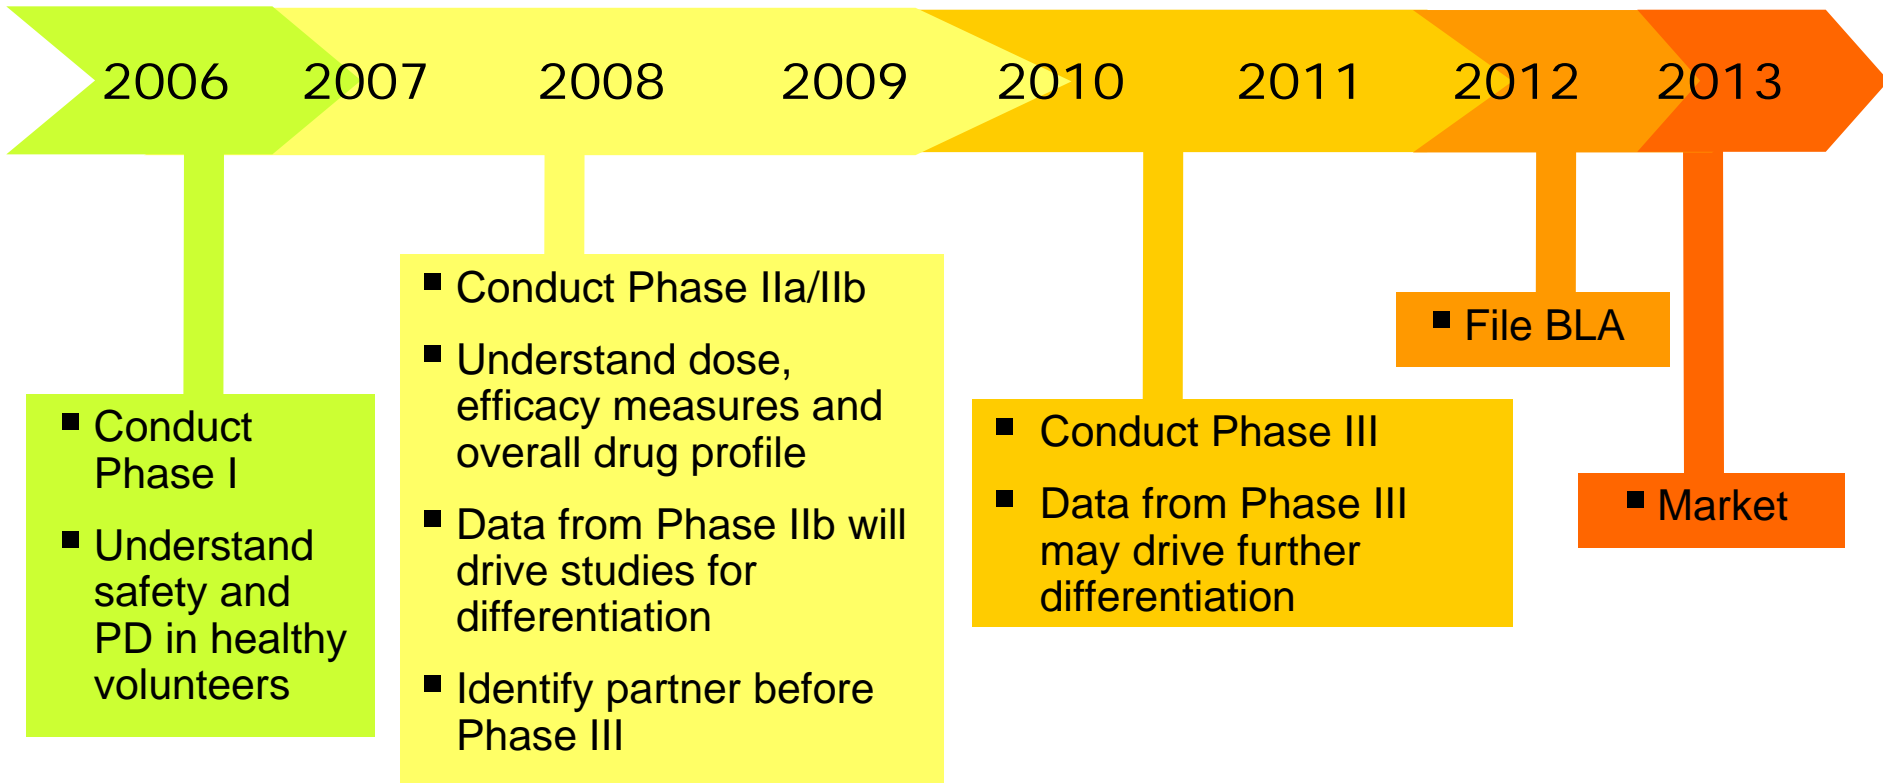 2006 2007 2008 2009 2010 2011 2012 2013
▪ Conduct
Phase I
▪ Understand
safety and
PD in healthy
volunteers
▪ Conduct Phase IIa/IIb
▪ Understand dose,
efficacy measures and
overall drug profile
▪ Data from Phase IIb will
drive studies for
differentiation
▪ Identify partner before
Phase III
▪ Conduct Phase III
▪ Data from Phase III
may drive further
differentiation
▪ File BLA
▪ Market